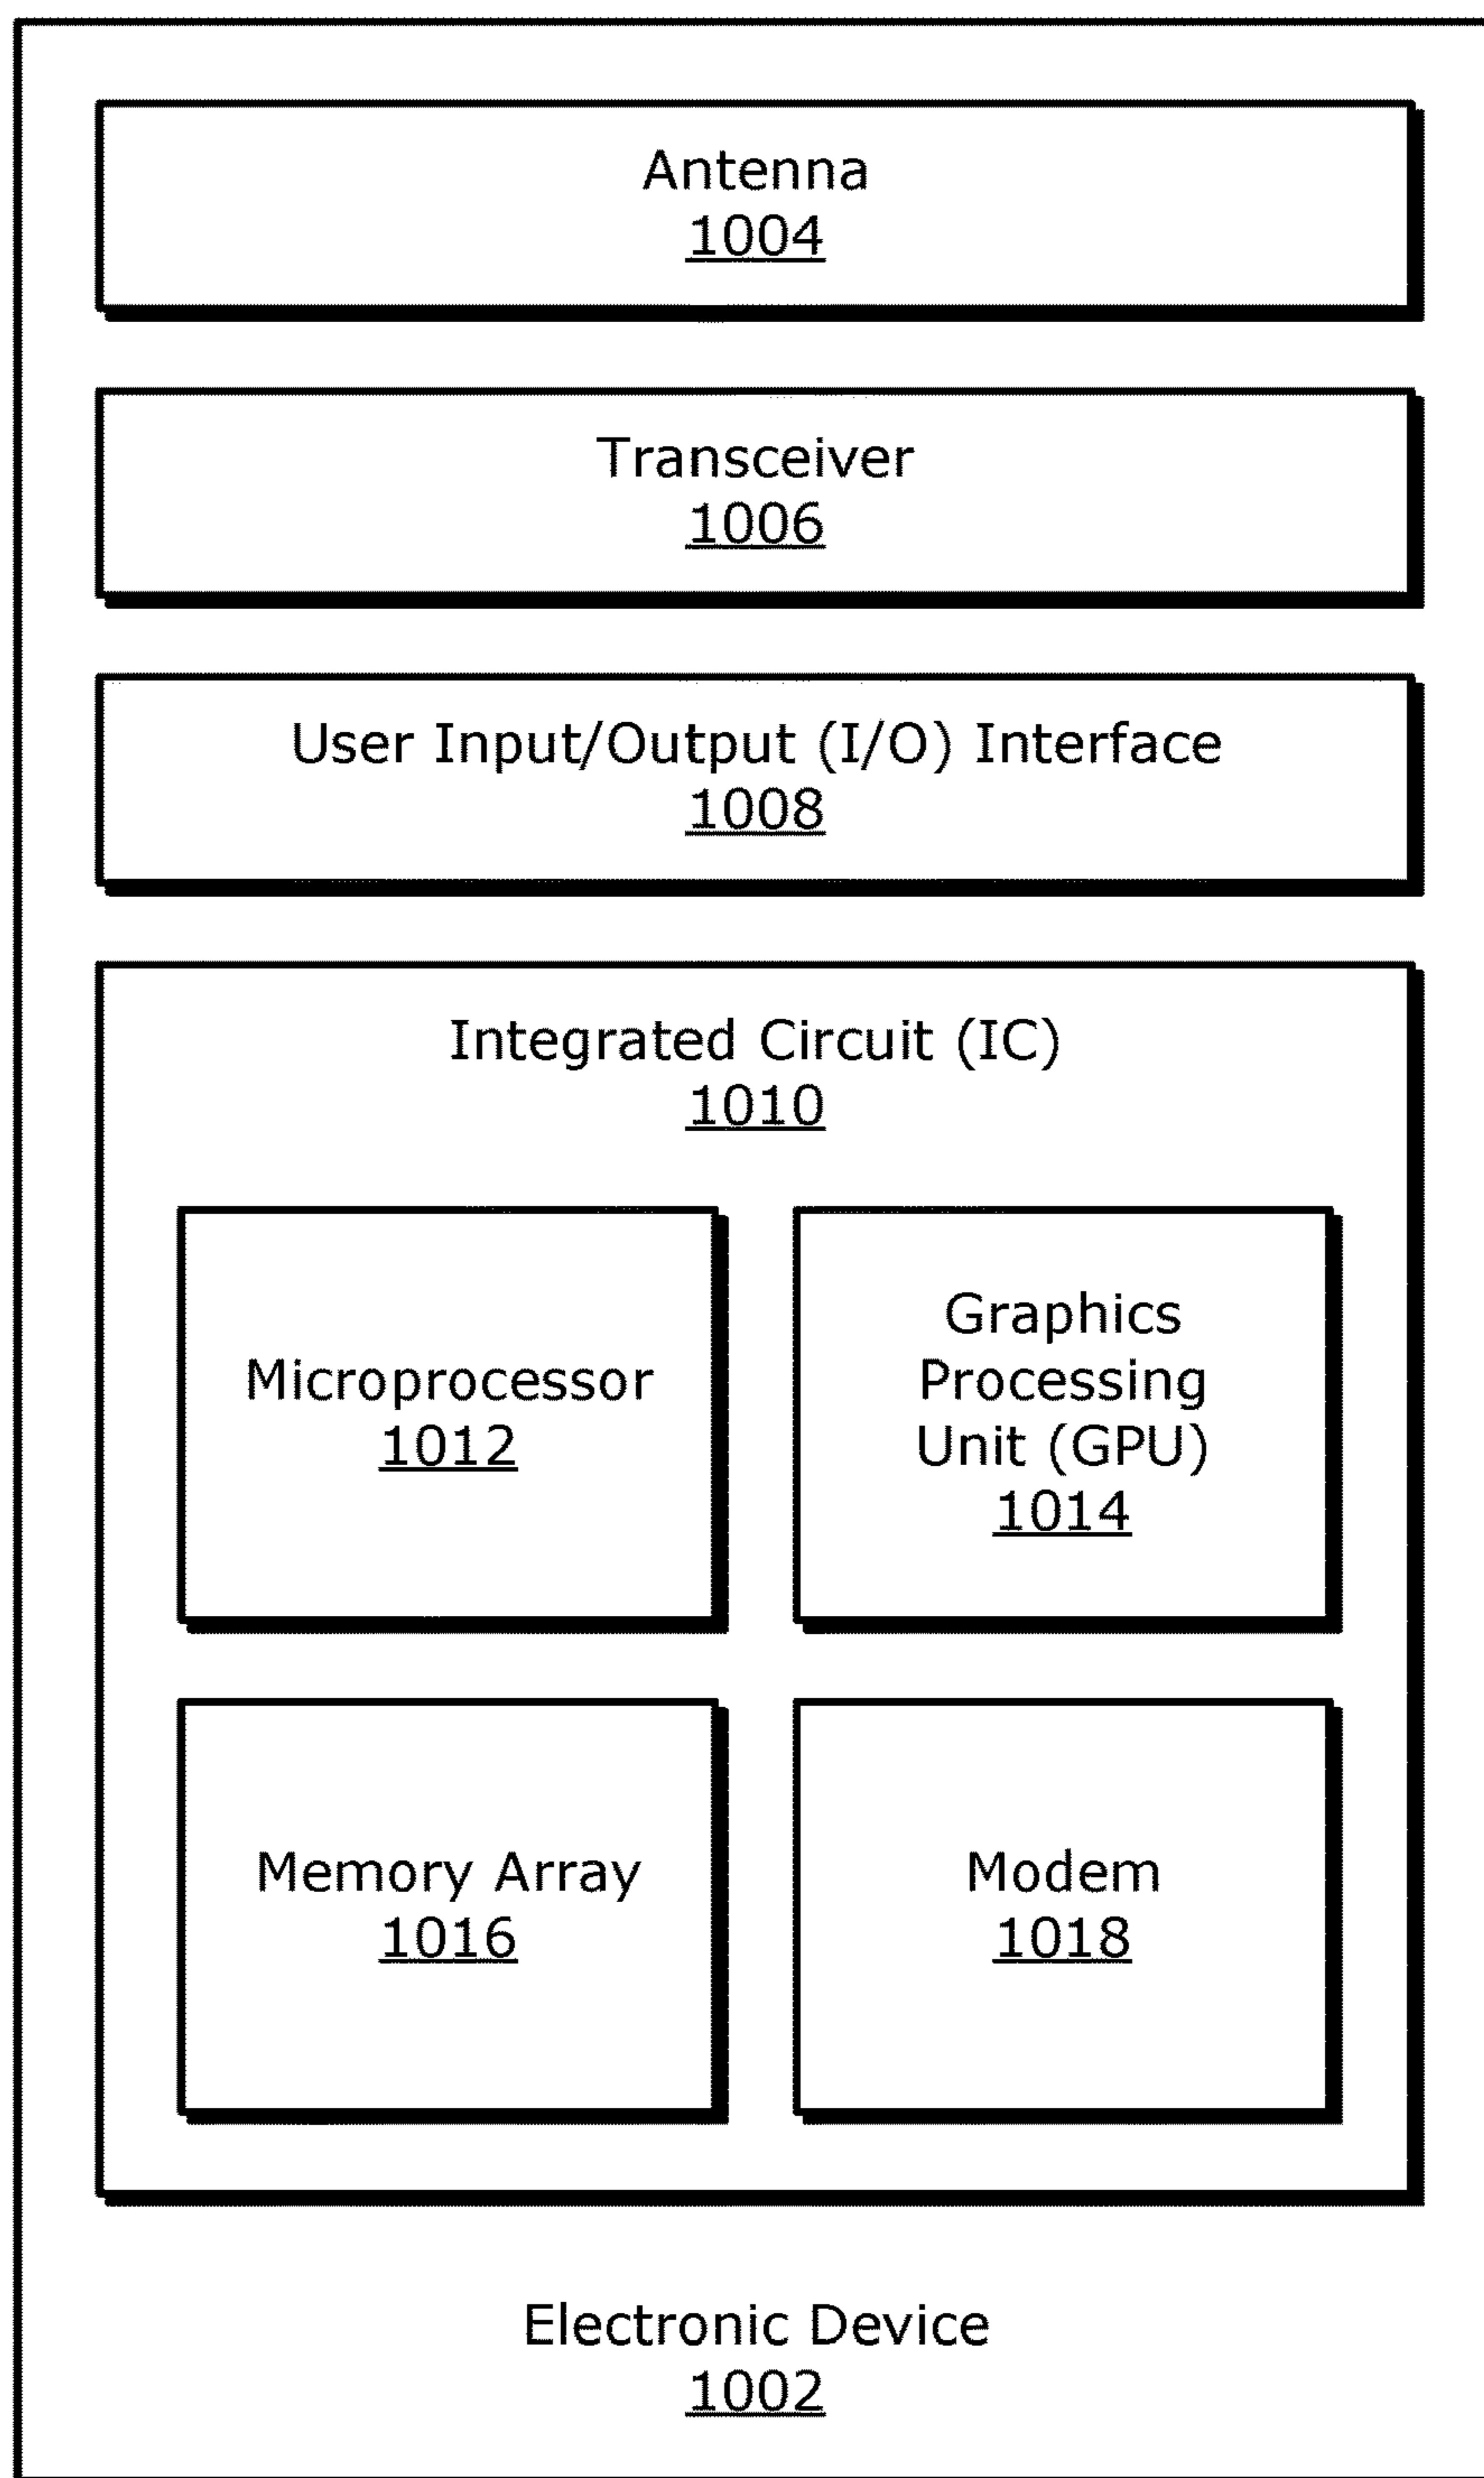 Antenna
1004
Transceiver
1006
User Input/Output (I/O) Interface
1008
Integrated Circuit (IC)
1010
Microprocessor
1012
Graphics
Processing
Unit (GPU)
1014
Memory Array
1016
Modem
1018
Electronic Device
1002